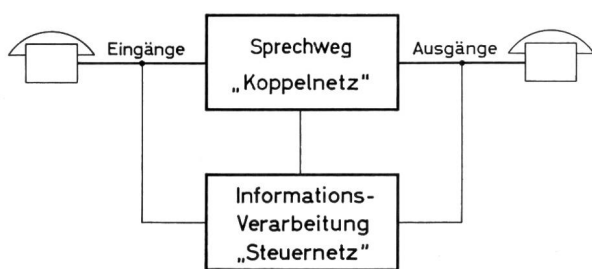 Eingänge
Sprechweg
„Koppelnetz"
Ausgänge
Informations-
Verarbeitung
„Steuernetz"